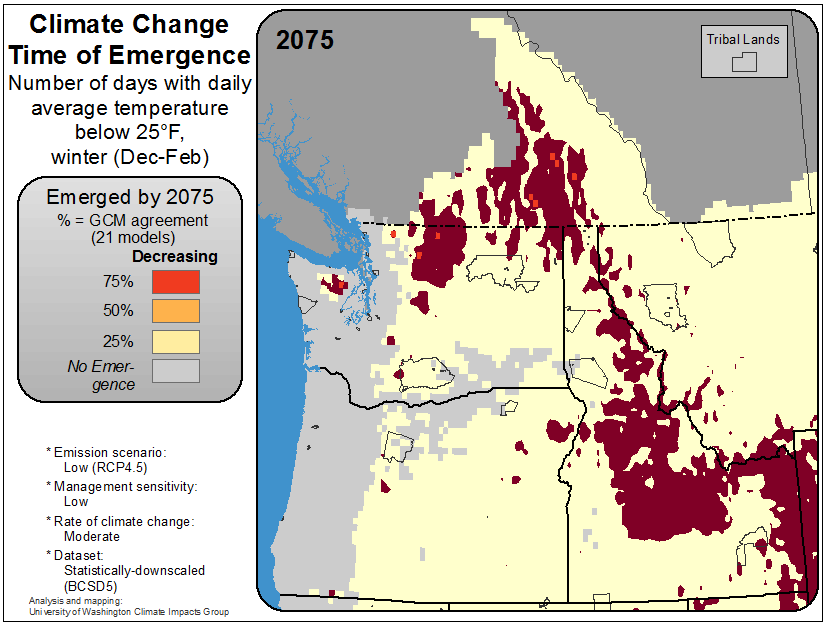 Climate Change
Time of Emergence
Number of days with daily
average temperature
below 25°F,
winter (Dec-Feb)
Emerged by 2075
% = GCM agreement
(21 models)
Decreasing
75%
50%
25%
No Emer-
gence
* Emission scenario:
Low (RCP4.5)
* Management sensitivity:
Low
* Rate of climate change:
Moderate
* Dataset:
Statistically-downscaled
(BCSD5)
Analysis and mapping:
University of Washington Climate Impacts Group
2075
Tribal Lands